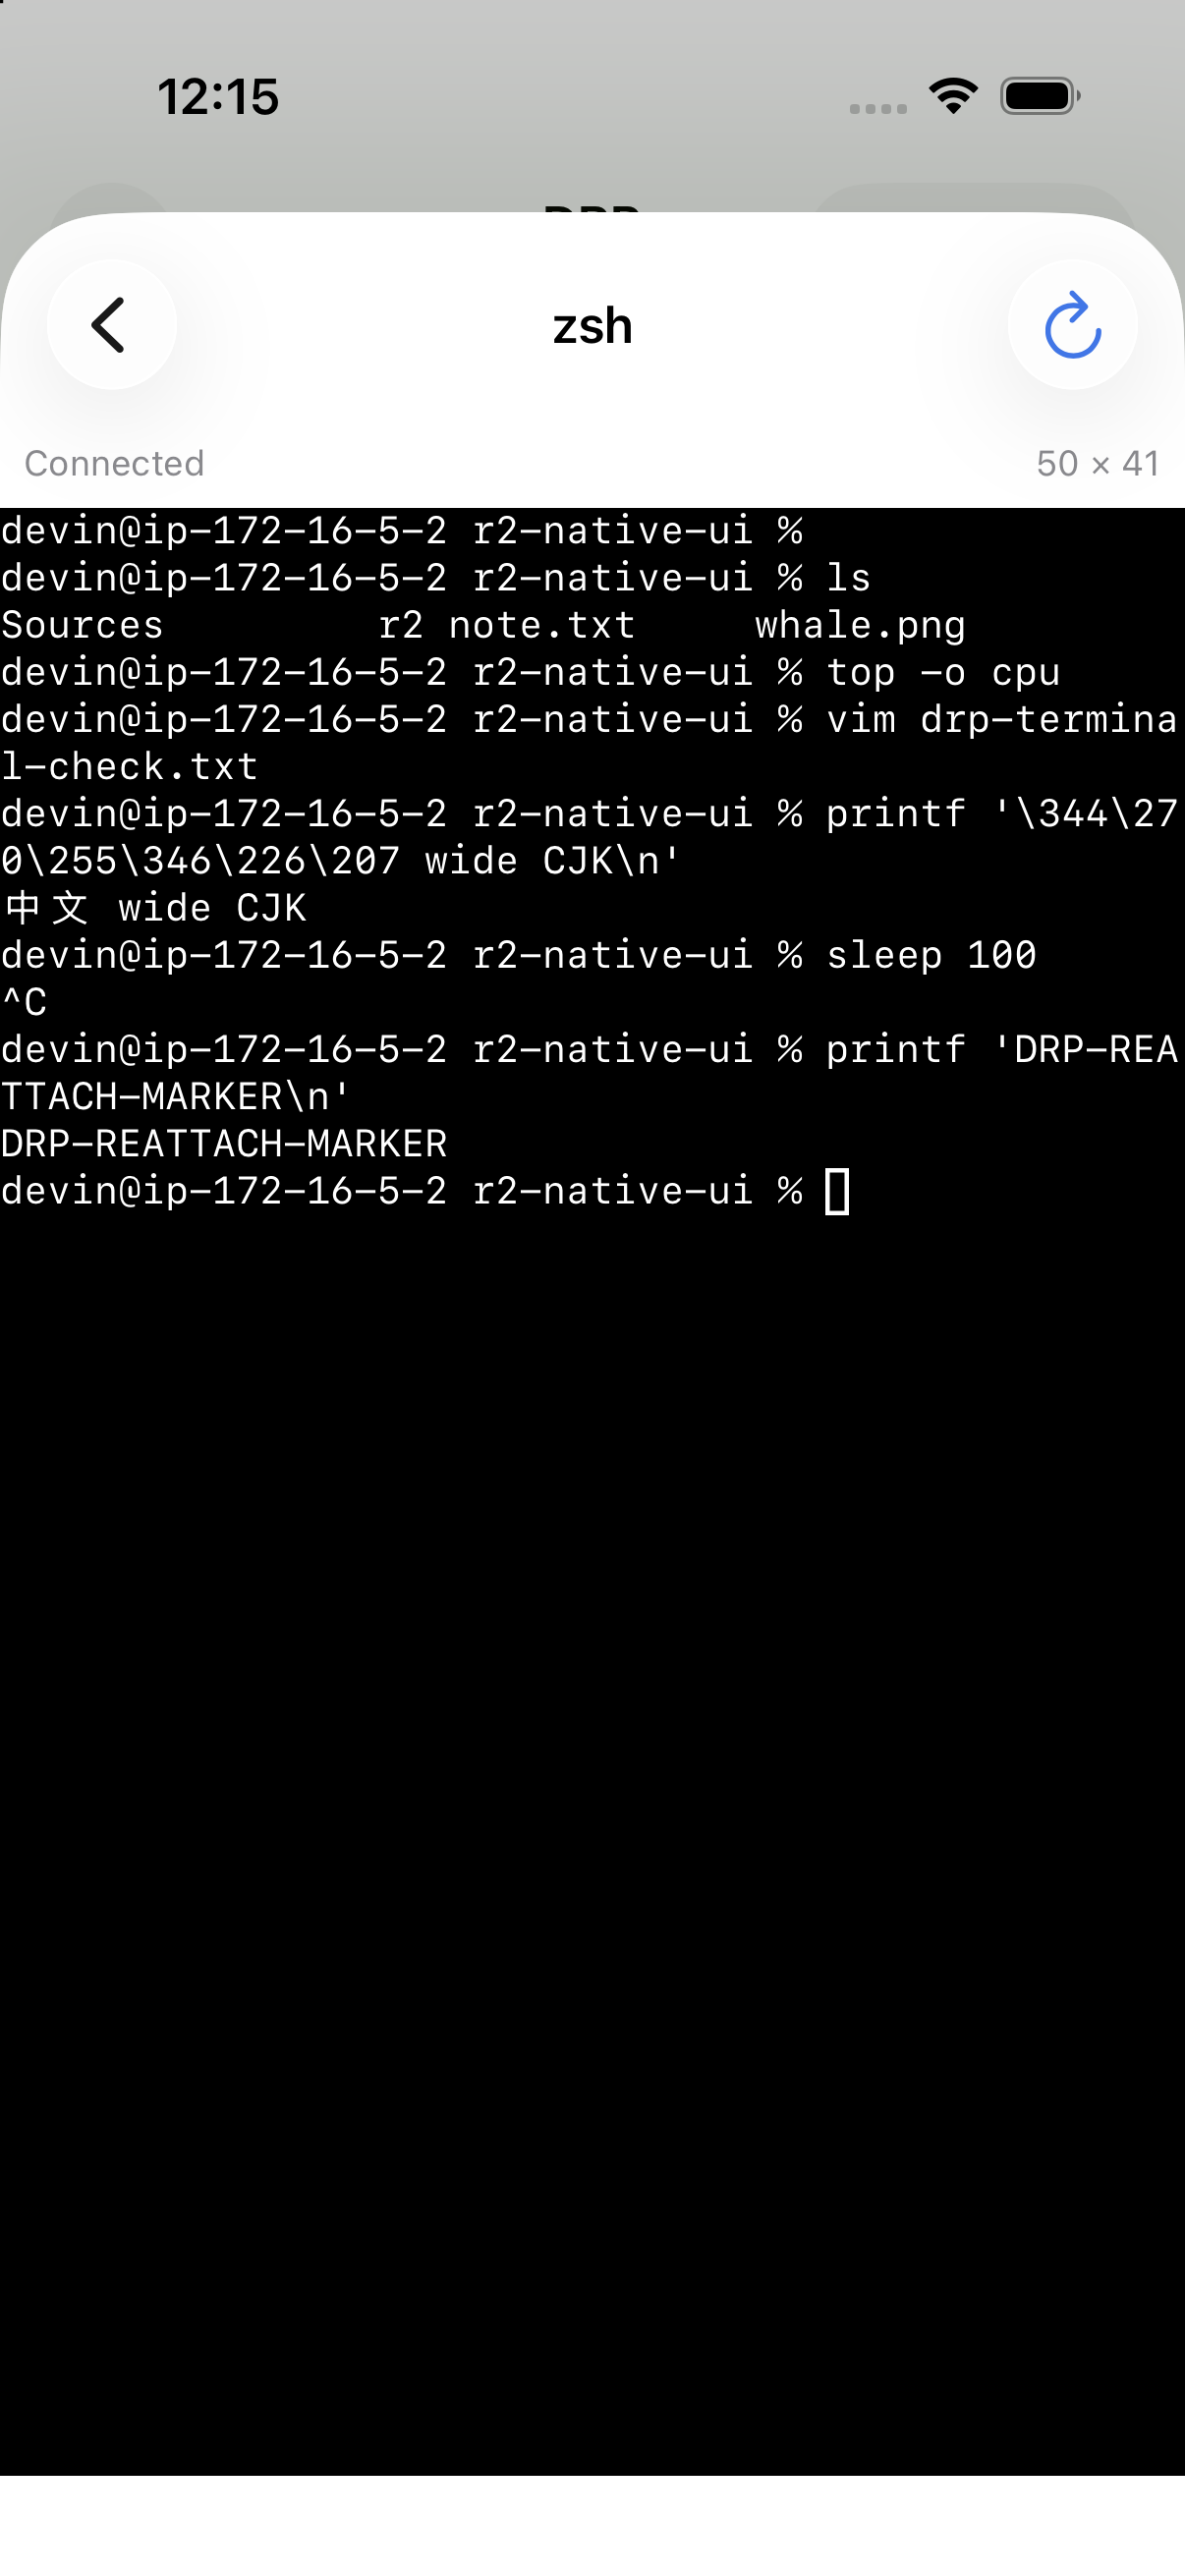 12:15
zsh
Connected
50 × 41
devin@ip-172-16-5-2 r2-native-ui %
devin@ip-172-16-5-2 r2-native-ui % ls
Sources         r2 note.txt     whale.png
devin@ip-172-16-5-2 r2-native-ui % top -o cpu
devin@ip-172-16-5-2 r2-native-ui % vim drp-termina
l-check.txt
devin@ip-172-16-5-2 r2-native-ui % printf '\344\27
0\255\346\226\207 wide CJK\n'
中文 wide CJK
devin@ip-172-16-5-2 r2-native-ui % sleep 100
^C
devin@ip-172-16-5-2 r2-native-ui % printf 'DRP-REA
TTACH-MARKER\n'
DRP-REATTACH-MARKER
devin@ip-172-16-5-2 r2-native-ui %